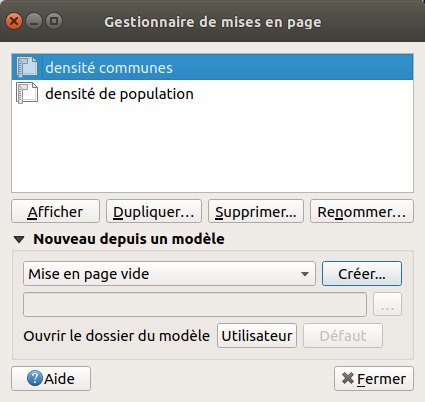 Gestionnaire de mises en page
densité communes
densité de population
Afficher Dupliquer… Supprimer… Renommer…
Nouveau depuis un modèle
Mise en page vide Créer...
...
Ouvrir le dossier du modèle Utilisateur Défaut
Aide Fermer